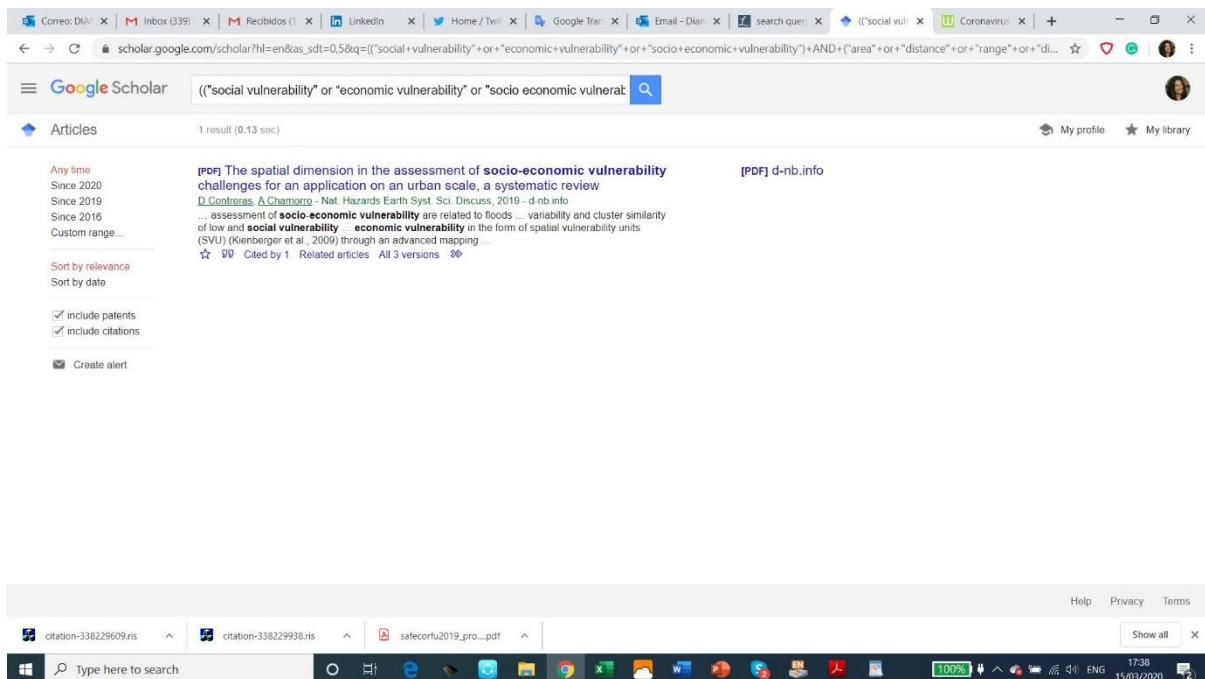 Correo: DIAN
Inbox (339)
Recibidos (1
LinkedIn
Home / Twit
Google Tran
Email - Dian
search query
(("social vuln
Coronavirus
scholar.google.com/scholar?hl=en&as_sdt=0,5&q=(("social+vulnerability"+or+"economic+vulnerability"+or+"socio+economic+vulnerability")+AND+("area"+or+"distance"+or+"range"+or+"di...
Google Scholar
(("social vulnerability" or "economic vulnerability" or "socio economic vulnerat
Articles
1 result (0.13 sec)
My profile
My library
Any time
Since 2020
Since 2019
Since 2016
Custom range...
Sort by relevance
Sort by date
include patents
include citations
Create alert
[PDF] The spatial dimension in the assessment of socio-economic vulnerability
challenges for an application on an urban scale, a systematic review
D Contreras, A Chamorro - Nat. Hazards Earth Syst. Sci. Discuss, 2019 - d-nb.info
... assessment of socio-economic vulnerability are related to floods ... variability and cluster similarity
of low and social vulnerability ... economic vulnerability in the form of spatial vulnerability units
(SVU) (Kienberger et al., 2009) through an advanced mapping ...
Cited by 1 Related articles All 3 versions
[PDF] d-nb.info
Help Privacy Terms
citation-338229609.ris
citation-338229938.ris
safecorfu2019_pro....pdf
Show all
Type here to search
100%
ENG
17:38
15/03/2020